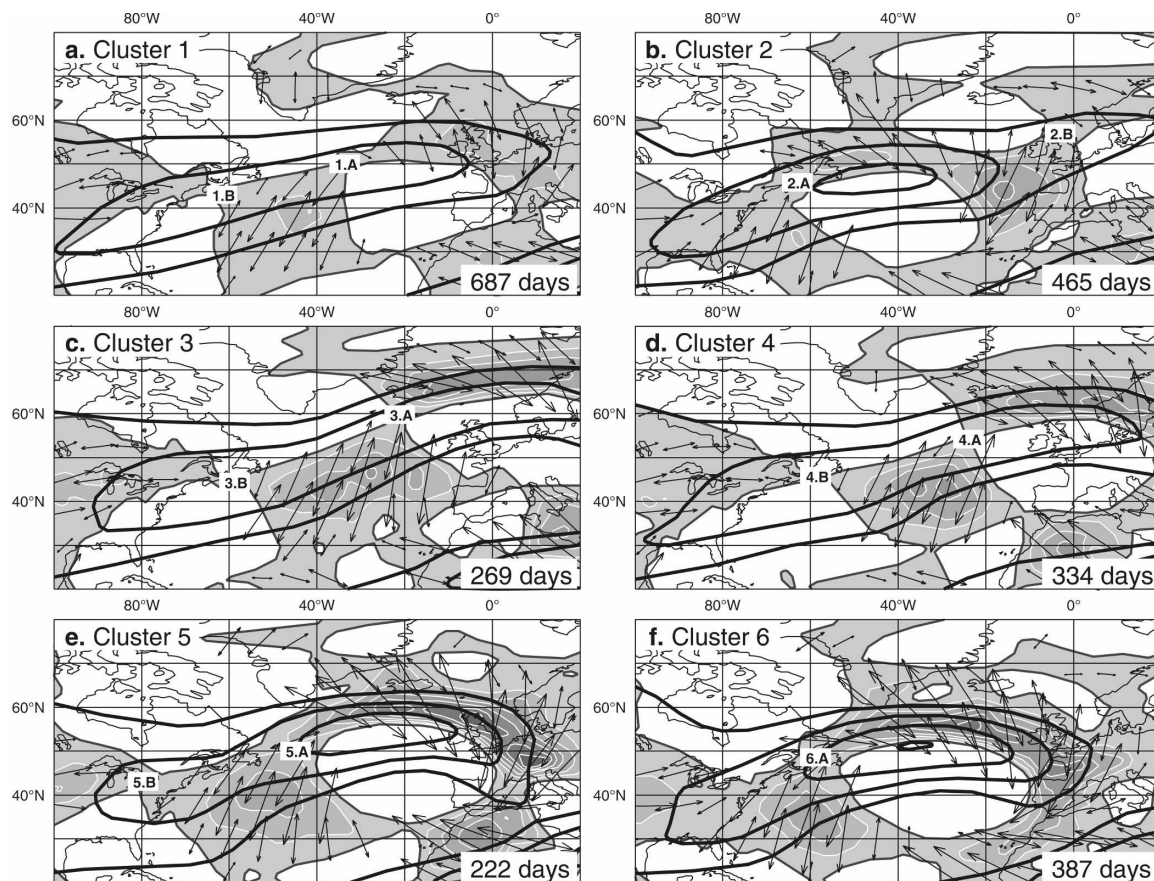 80°W 40°W 0° 80°W 40°W 0°
a. Cluster 1 b. Cluster 2
60°N 60°N
1.A 2.B
1.B 2.A
40°N 40°N
687 days 465 days
80°W 40°W 0° 80°W 40°W 0°
c. Cluster 3 d. Cluster 4
60°N 60°N
3.A 4.A
3.B 4.B
40°N 40°N
269 days 334 days
80°W 40°W 0° 80°W 40°W 0°
e. Cluster 5 f. Cluster 6
60°N 60°N
5.A 6.A
5.B
40°N 40°N
222 days 387 days